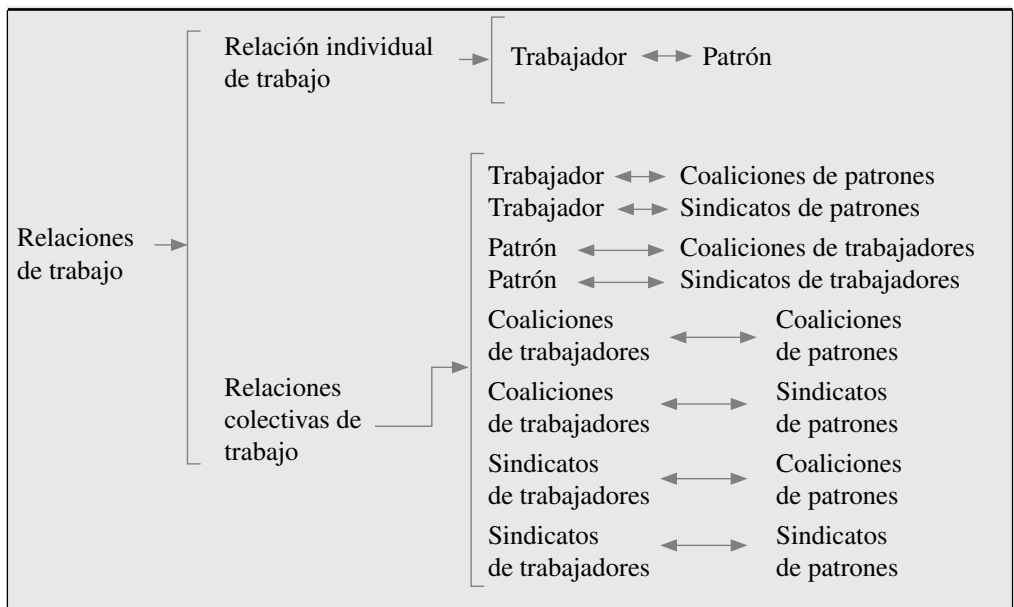 Relaciones
de trabajo
Relación individual
de trabajo
Trabajador Patrón
Relaciones
colectivas de
trabajo
Trabajador Coaliciones de patrones
Trabajador Sindicatos de patrones
Patrón Coaliciones de trabajadores
Patrón Sindicatos de trabajadores
Coaliciones Coaliciones
de trabajadores de patrones
Coaliciones Sindicatos
de trabajadores de patrones
Sindicatos Coaliciones
de trabajadores de patrones
Sindicatos Sindicatos
de trabajadores de patrones